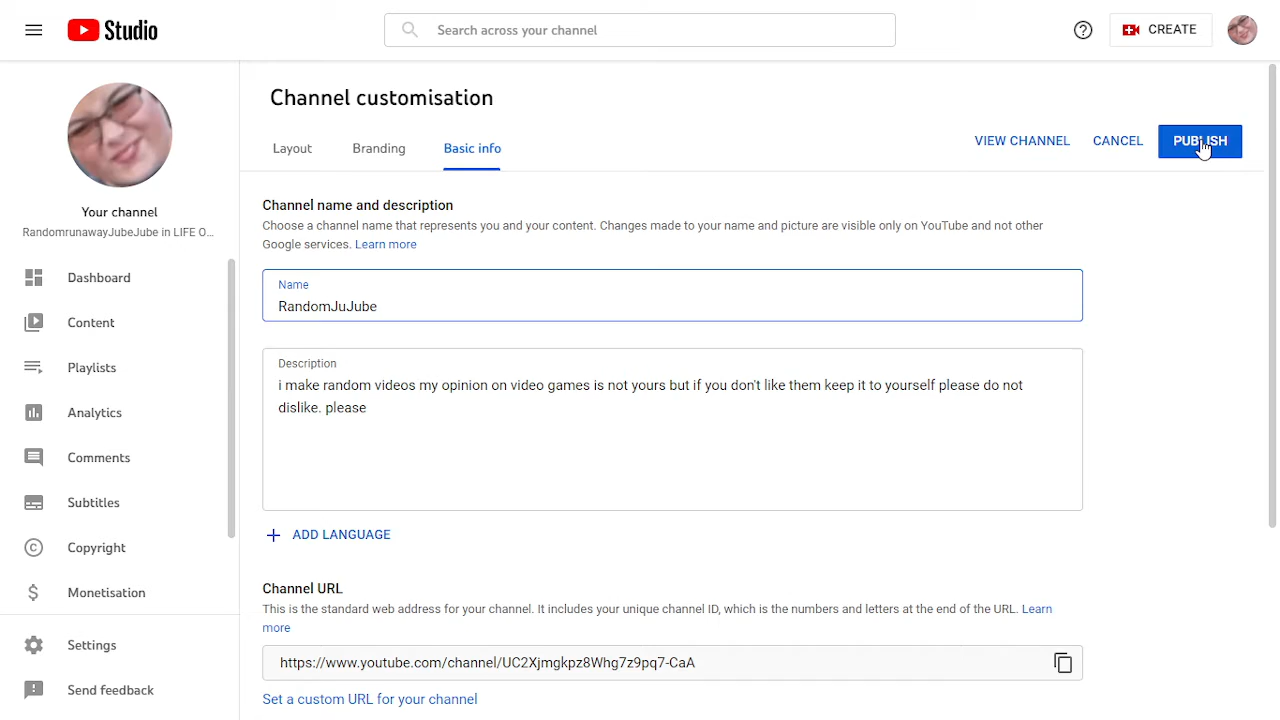 Studio
Search across your channel
CREATE
Your channel
RandomrunawayJubeJube in LIFE O...
Dashboard
Content
Playlists
Analytics
Comments
Subtitles
Copyright
Monetisation
Settings
Send feedback
Channel customisation
Layout
Branding
Basic info
VIEW CHANNEL
CANCEL
PUBLISH
Channel name and description
Choose a channel name that represents you and your content. Changes made to your name and picture are visible only on YouTube and not other
Google services. Learn more
Name
RandomJuJube
Description
i make random videos my opinion on video games is not yours but if you don't like them keep it to yourself please do not
dislike. please
ADD LANGUAGE
Channel URL
This is the standard web address for your channel. It includes your unique channel ID, which is the numbers and letters at the end of the URL. Learn
more
https://www.youtube.com/channel/UC2Xjmgkpz8Whg7z9pq7-CaA
Set a custom URL for your channel